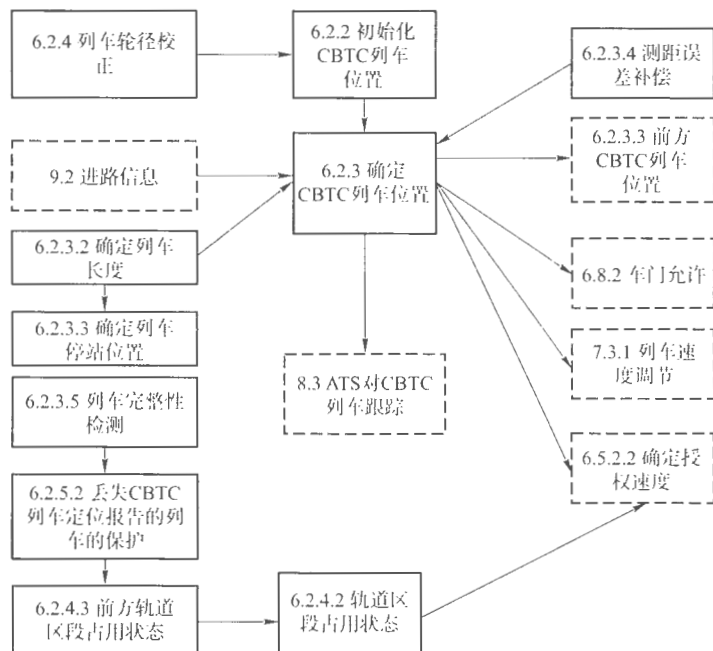 6.2.4 列车轮径校
正
6.2.2 初始化
CBTC列车
位置
6.2.3.4 测距误
差补偿
9.2 进路信息
6.2.3 确定
CBTC列车位置
6.2.3.3 前方
CBTC列车
位置
6.2.3.2 确定列车
长度
6.8.2 车门允许
6.2.3.3 确定列车
停站位置
7.3.1 列车速
度调节
8.3 ATS对CBTC
列车跟踪
6.2.3.5 列车完整性
检测
6.5.2.2 确定授
权速度
6.2.5.2 丢失CBTC
列车定位报告的列
车的保护
6.2.4.3 前方轨道
区段占用状态
6.2.4.2 轨道区
段占用状态